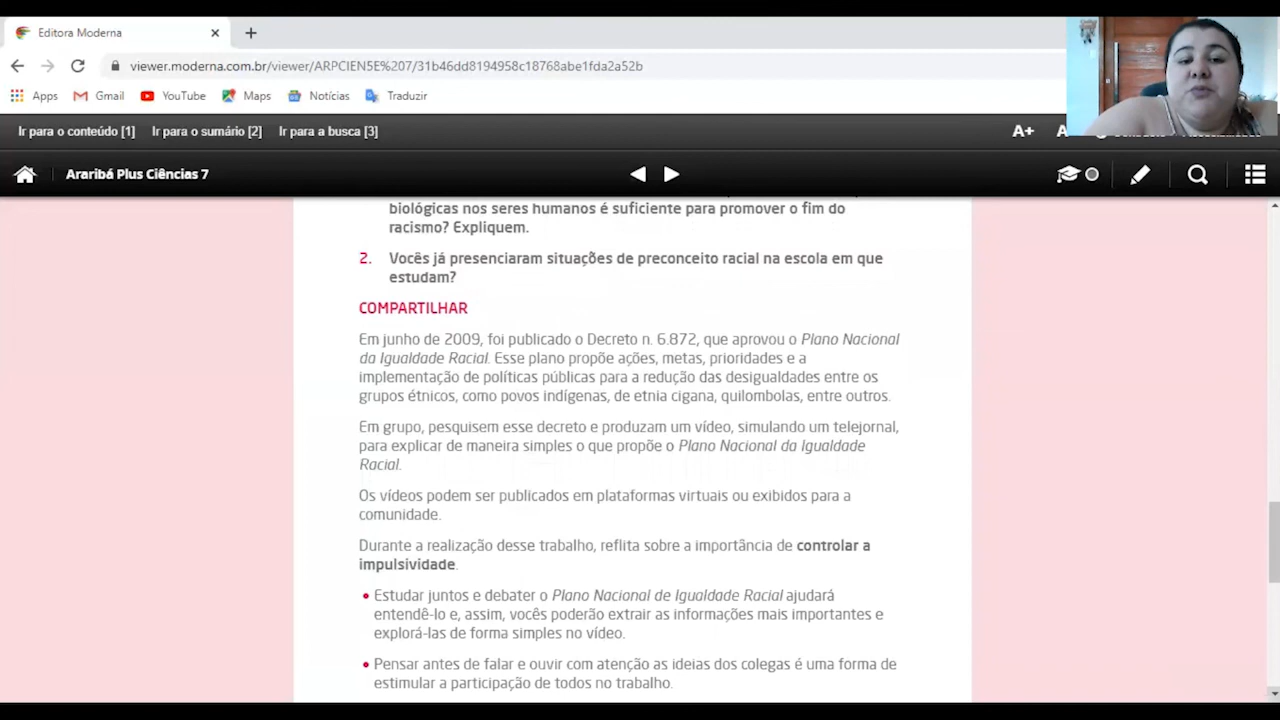 Editora Moderna
viewer.moderna.com.br/viewer/ARPCIEN5E%207/31b46dd8194958c18768abe1fda2a52b
Apps Gmail YouTube Maps Notícias Traduzir
Ir para o conteúdo [1] Ir para o sumário [2] Ir para a busca [3] A+
Araribá Plus Ciências 7
biológicas nos seres humanos é suficiente para promover o fim do
racismo? Expliquem.
2. Vocês já presenciaram situações de preconceito racial na escola em que
estudam?
COMPARTILHAR
Em junho de 2009, foi publicado o Decreto n. 6.872, que aprovou o Plano Nacional
da Igualdade Racial. Esse plano propõe ações, metas, prioridades e a
implementação de políticas públicas para a redução das desigualdades entre os
grupos étnicos, como povos indígenas, de etnia cigana, quilombolas, entre outros.
Em grupo, pesquisem esse decreto e produzam um vídeo, simulando um telejornal,
para explicar de maneira simples o que propõe o Plano Nacional da Igualdade
Racial.
Os vídeos podem ser publicados em plataformas virtuais ou exibidos para a
comunidade.
Durante a realização desse trabalho, reflita sobre a importância de controlar a
impulsividade.
• Estudar juntos e debater o Plano Nacional de Igualdade Racial ajudará
entendê-lo e, assim, vocês poderão extrair as informações mais importantes e
explorá-las de forma simples no vídeo.
• Pensar antes de falar e ouvir com atenção as ideias dos colegas é uma forma de
estimular a participação de todos no trabalho.